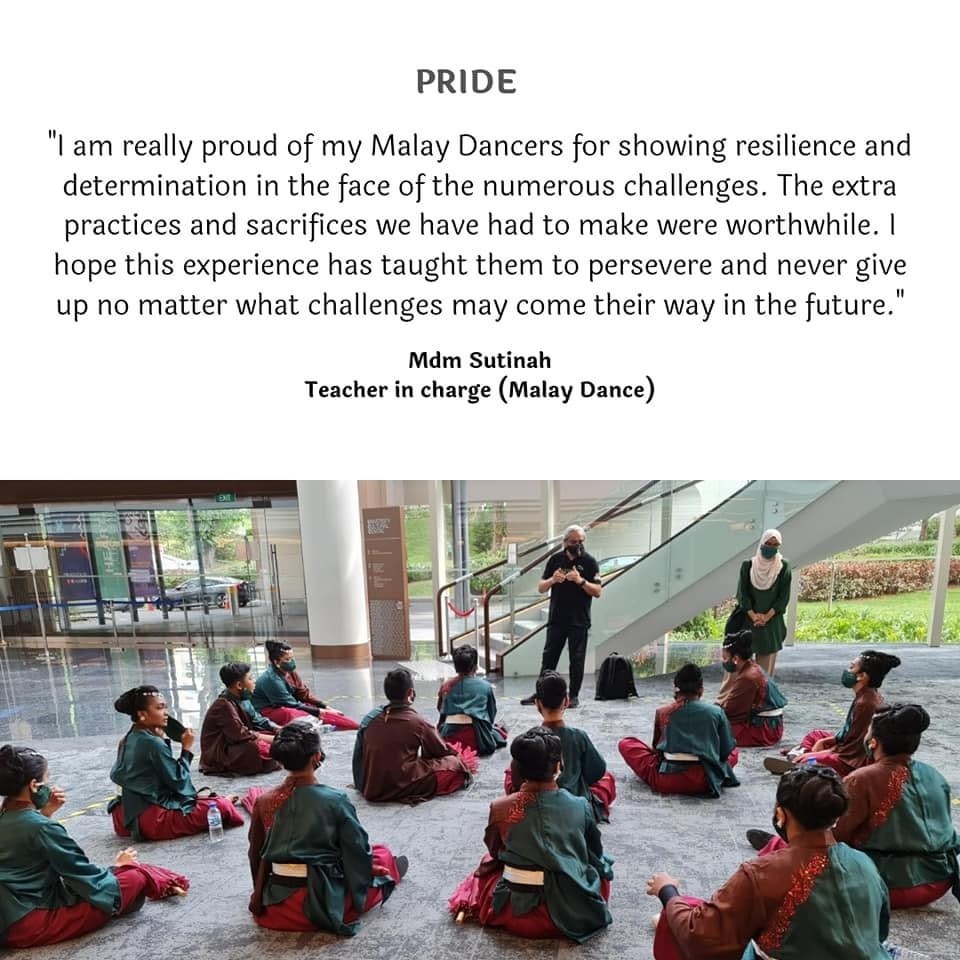 PRIDE
"I am really proud of my Malay Dancers for showing resilience and
determination in the face of the numerous challenges. The extra
practices and sacrifices we have had to make were worthwhile. I
hope this experience has taught them to persevere and never give
up no matter what challenges may come their way in the future."
Mdm Sutinah
Teacher in charge (Malay Dance)
EXIT